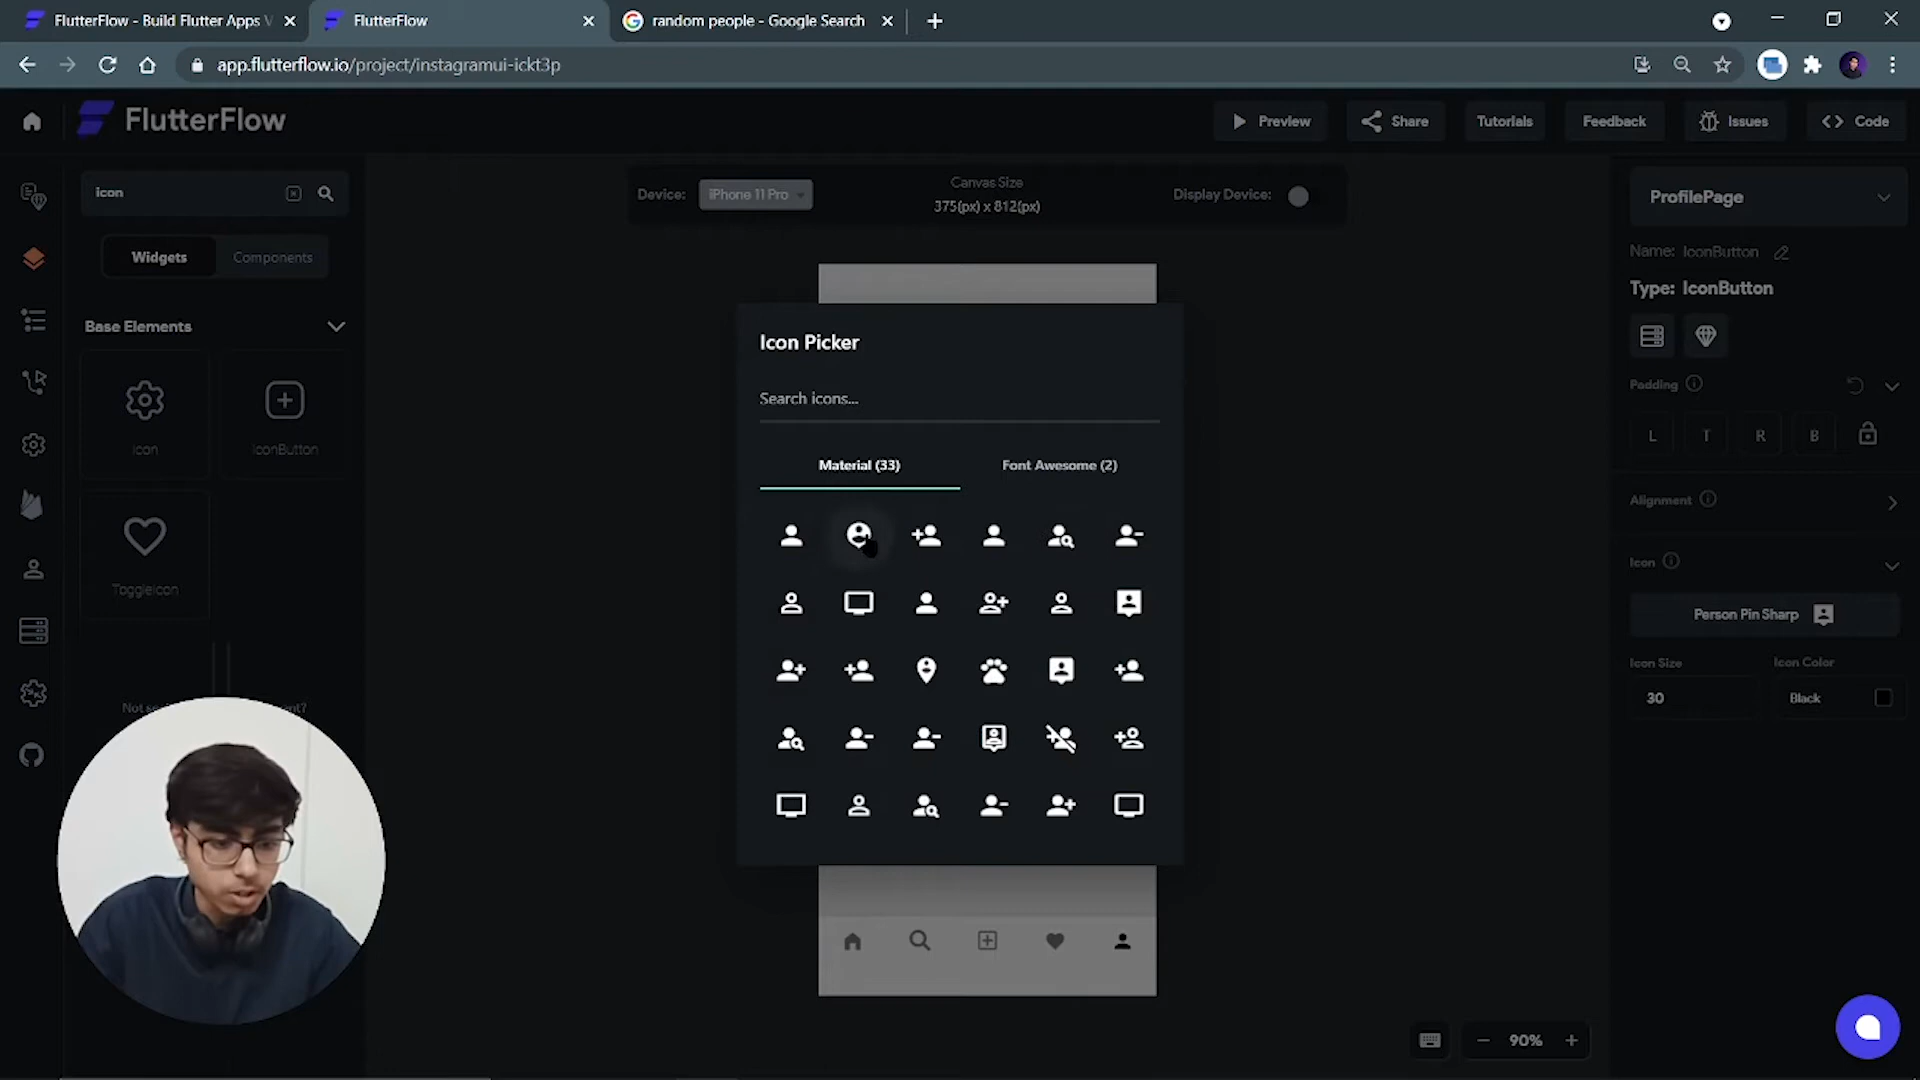 FlutterFlow - Build Flutter Apps V
FlutterFlow
random people - Google Search
app.flutterflow.io/project/instagramui-ickt3p
FlutterFlow
Preview
Share
Tutorials
Feedback
Issues
Code
icon
Device:
iPhone 11 Pro
Canvas Size
375(px) x 812(px)
Display Device:
ProfilePage
Widgets
Components
Name: IconButton
Type: IconButton
Base Elements
Icon Picker
Search icons...
Padding
L
T
R
B
Icon
IconButton
Material (33)
Font Awesome (2)
Alignment
Icon
ToggleIcon
Person Pin Sharp
Icon Size
Icon Color
30
Black
90%